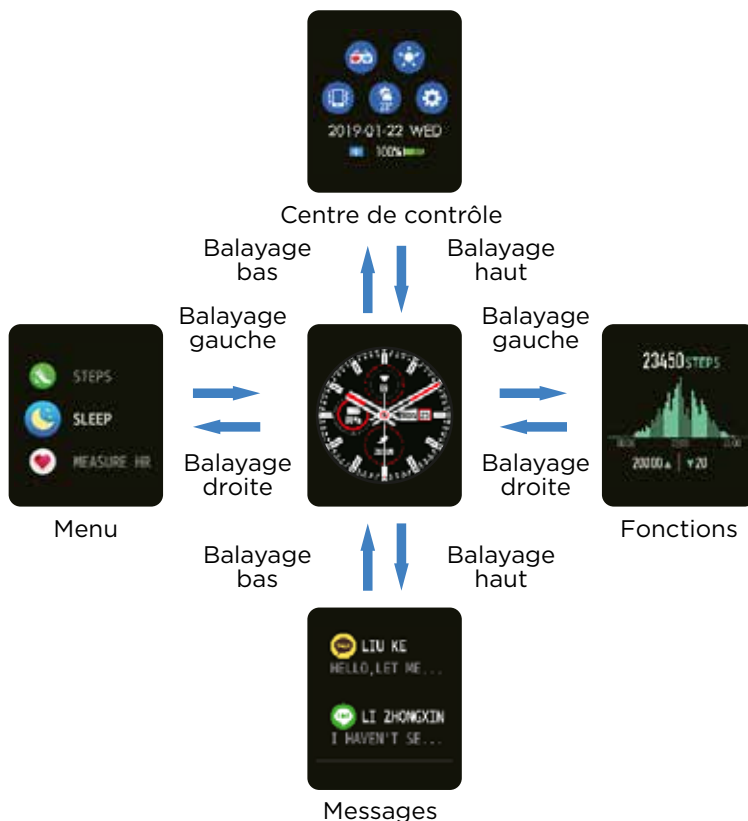 2019-01-22 WED
100%
Centre de contrôle
Balayage
bas
Balayage
haut
Balayage
gauche
Balayage
gauche
STEPS
SLEEP
MEASURE HR
23450 STEPS
20000
20
Balayage
droite
Balayage
droite
Menu
Fonctions
Balayage
bas
Balayage
haut
LIU KE
HELLO,LET ME...
LI ZHONGXIN
I HAVEN'T SE...
Messages